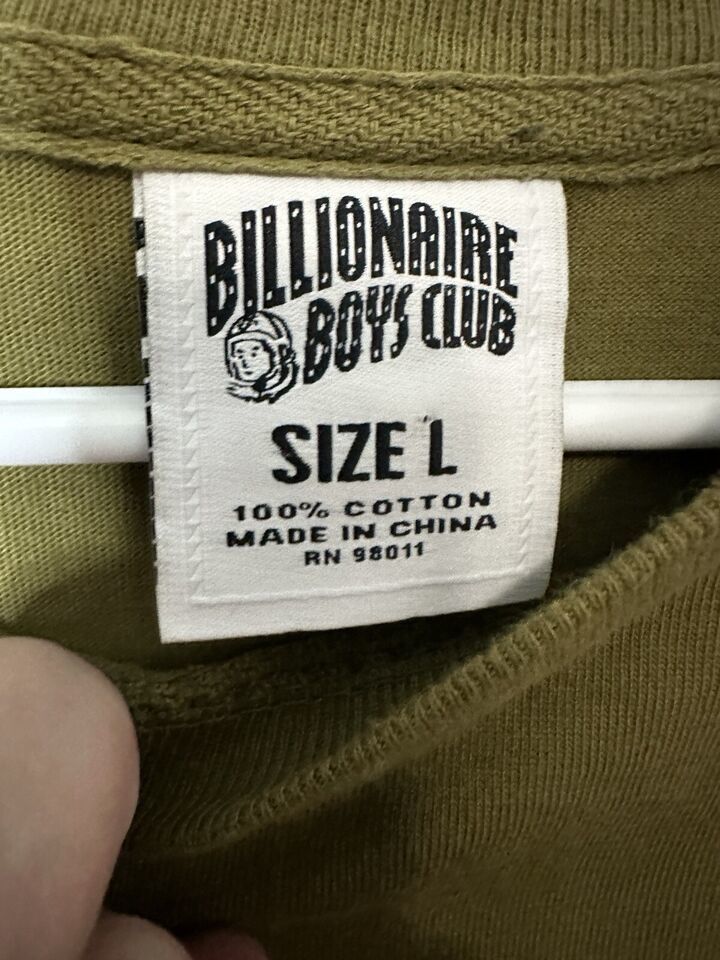 BILLIONAIRE
BOYS CLUB
SIZE L
100% COTTON
MADE IN CHINA
RN 98011